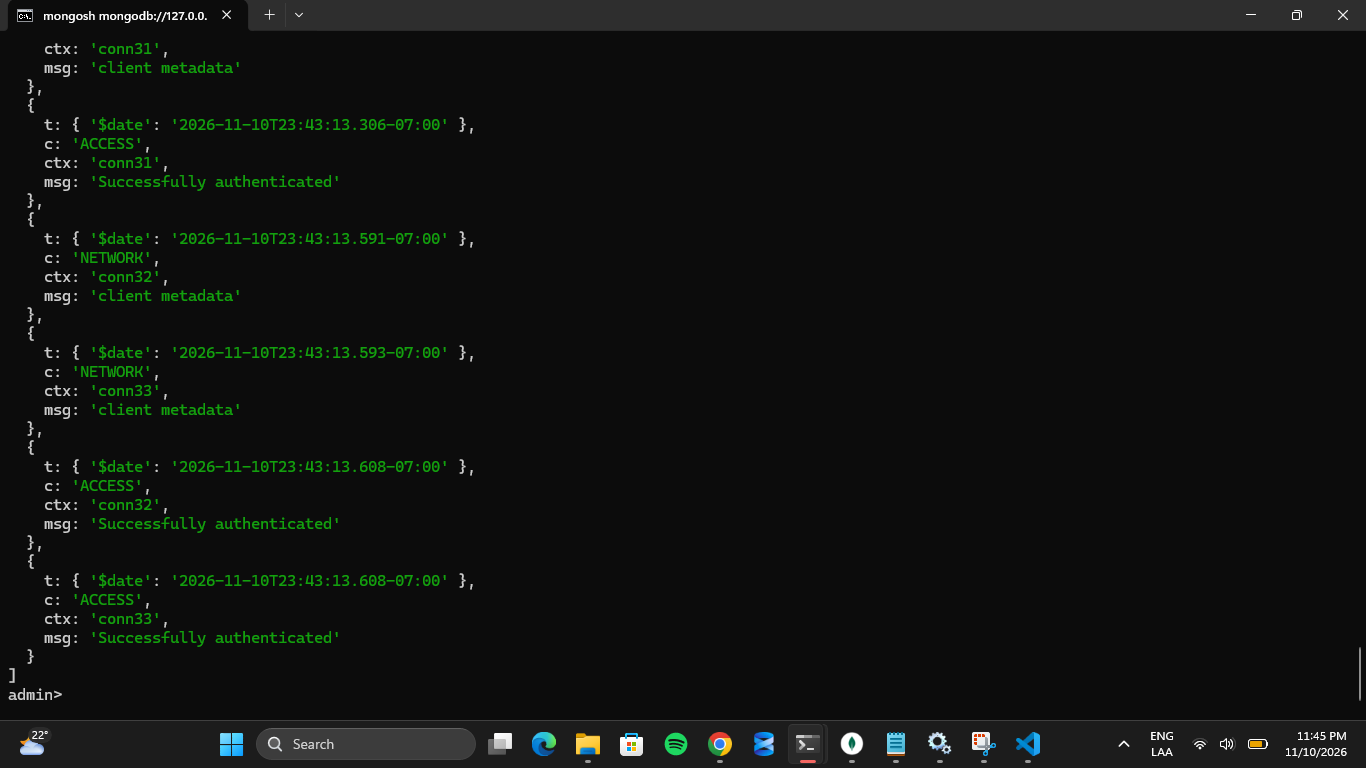 mongosh mongodb://127.0.0.
ctx: 'conn31',
msg: 'client metadata'
},
{
t: { '$date': '2026-11-10T23:43:13.306-07:00' },
c: 'ACCESS',
ctx: 'conn31',
msg: 'Successfully authenticated'
},
{
t: { '$date': '2026-11-10T23:43:13.591-07:00' },
c: 'NETWORK',
ctx: 'conn32',
msg: 'client metadata'
},
{
t: { '$date': '2026-11-10T23:43:13.593-07:00' },
c: 'NETWORK',
ctx: 'conn33',
msg: 'client metadata'
},
{
t: { '$date': '2026-11-10T23:43:13.608-07:00' },
c: 'ACCESS',
ctx: 'conn32',
msg: 'Successfully authenticated'
},
{
t: { '$date': '2026-11-10T23:43:13.608-07:00' },
c: 'ACCESS',
ctx: 'conn33',
msg: 'Successfully authenticated'
}
]
admin>
22°
Search
ENG
LAA
11:45 PM
11/10/2026